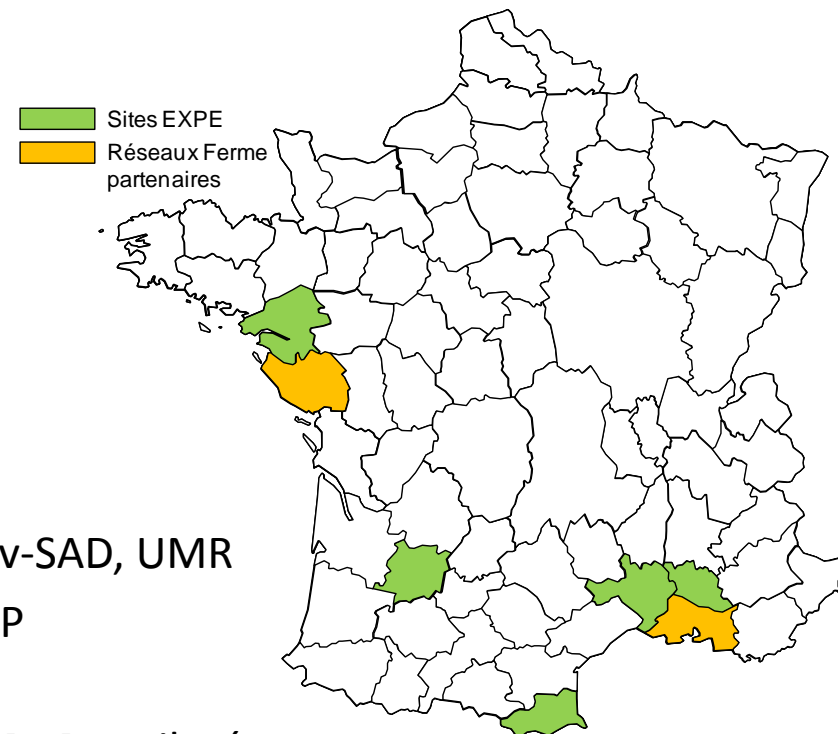 Sites EXPE
Réseaux Ferme
partenaires
v-SAD, UMR
P